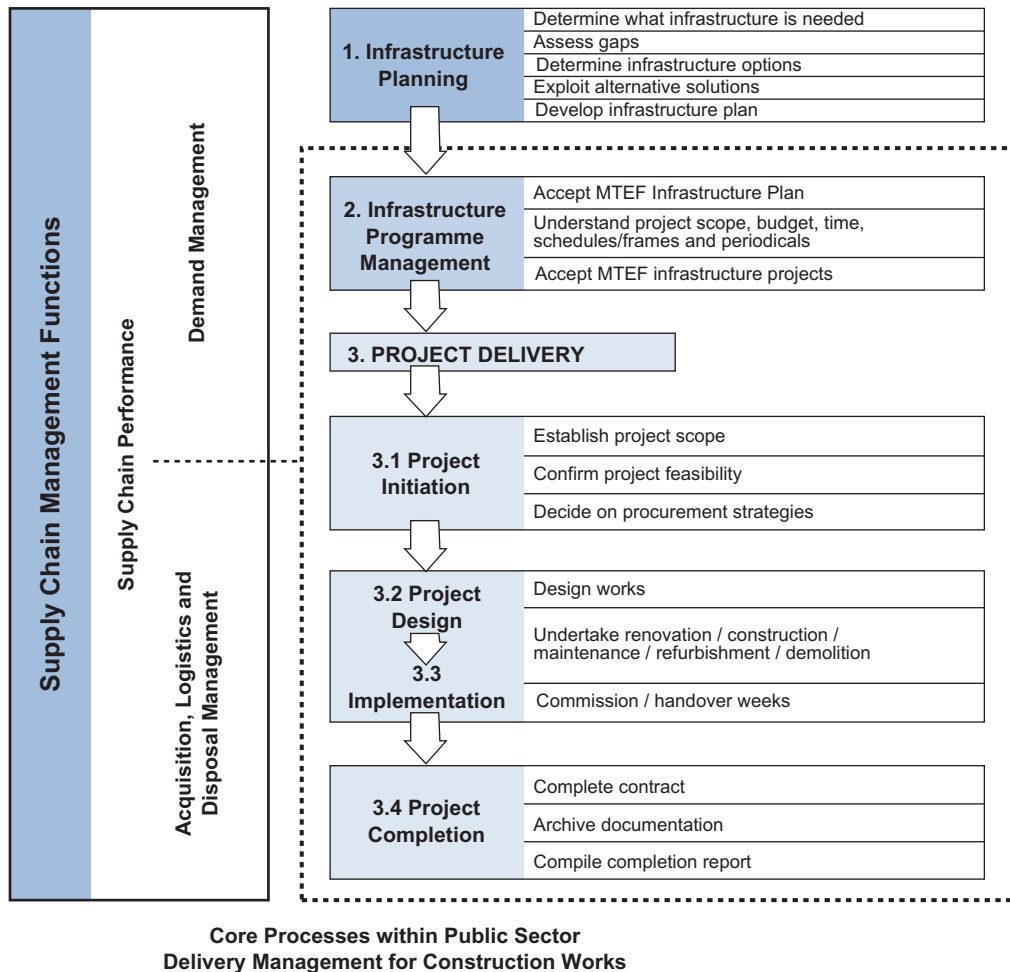 Supply Chain Management Functions
Supply Chain Performance
Demand Management
Acquisition, Logistics and
Disposal Management
1. Infrastructure
Planning
Determine what infrastructure is needed
Assess gaps
Determine infrastructure options
Exploit alternative solutions
Develop infrastructure plan
2. Infrastructure
Programme
Management
Accept MTEF Infrastructure Plan
Understand project scope, budget, time,
schedules/frames and periodicals
Accept MTEF infrastructure projects
3. PROJECT DELIVERY
3.1 Project
Initiation
Establish project scope
Confirm project feasibility
Decide on procurement strategies
3.2 Project
Design
3.3
Implementation
Design works
Undertake renovation / construction /
maintenance / refurbishment / demolition
Commission / handover weeks
3.4 Project
Completion
Complete contract
Archive documentation
Compile completion report
Core Processes within Public Sector
Delivery Management for Construction Works